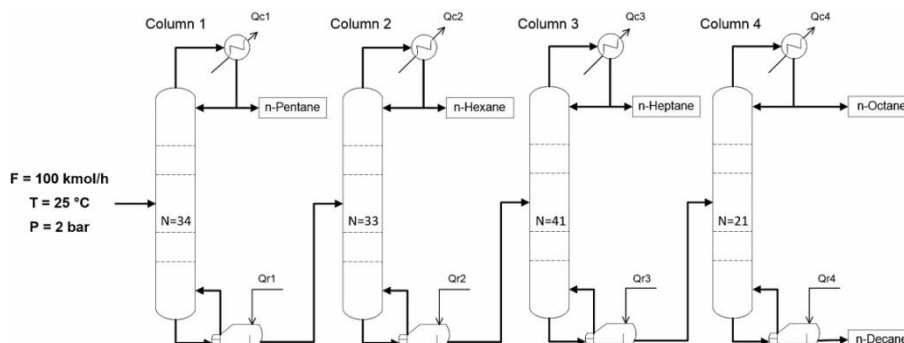 Column 1
Qc1
Column 2
Qc2
Column 3
Qc3
Column 4
Qc4
n-Pentane
n-Hexane
n-Heptane
n-Octane
F = 100 kmol/h
T = 25 °C
P = 2 bar
N=34
N=33
N=41
N=21
Qr1
Qr2
Qr3
Qr4
n-Decane